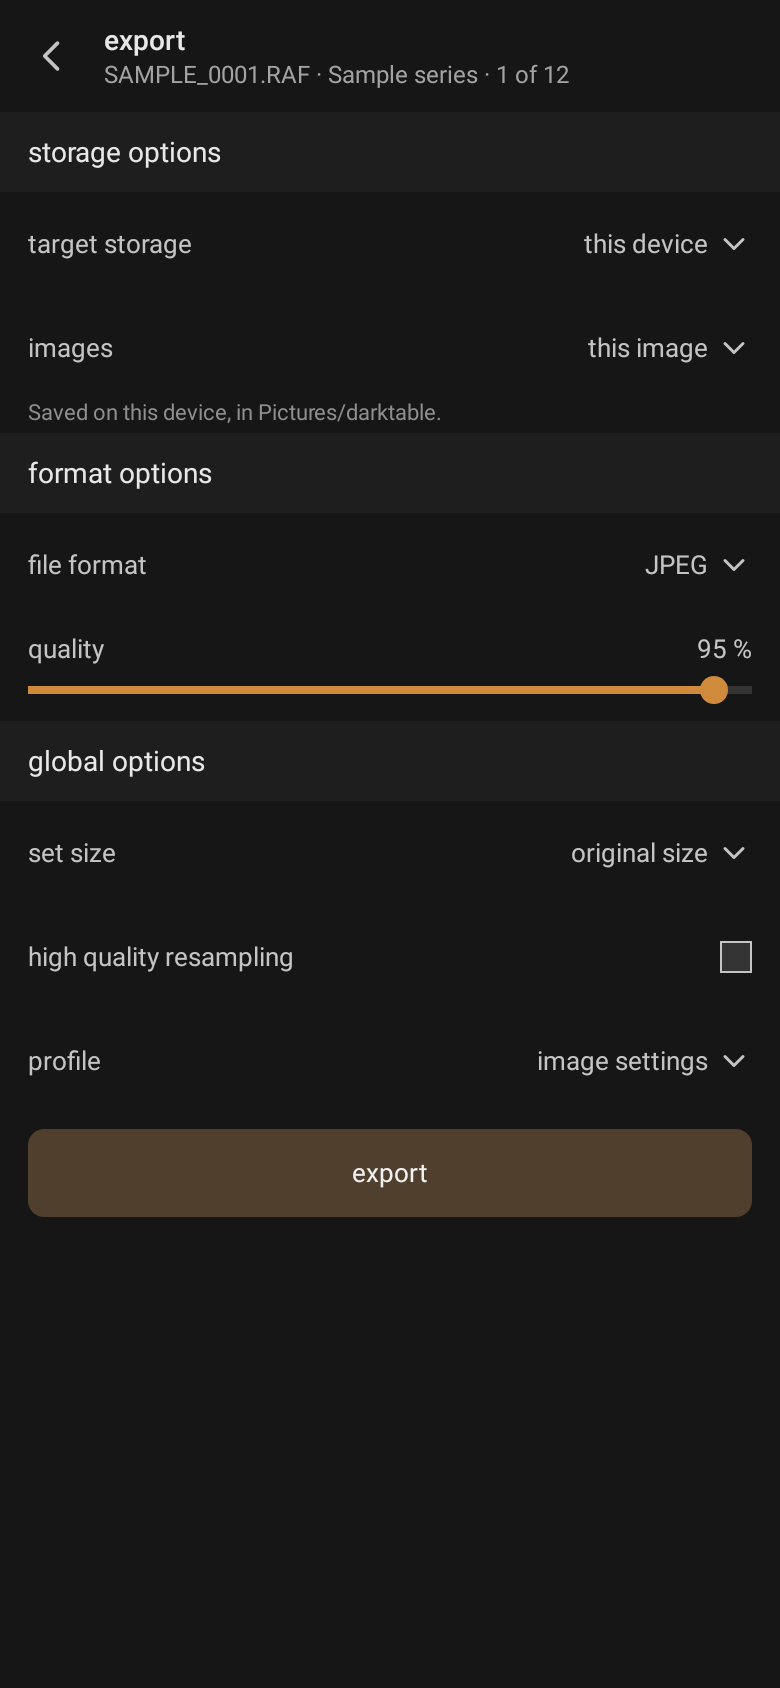 export
SAMPLE_0001.RAF · Sample series · 1 of 12
storage options
target storage this device
images this image
Saved on this device, in Pictures/darktable.
format options
file format JPEG
quality 95 %
global options
set size original size
high quality resampling
profile image settings
export